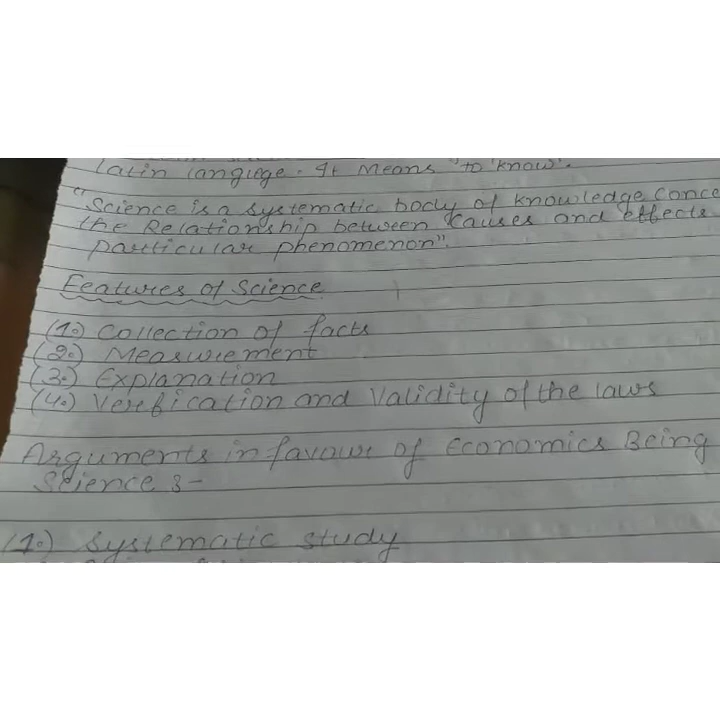 Latin languge. It Means "to know".
"Science is a systematic body of knowledge Conce
the Relationship between Causes and effects
particular phenomenon".
Features of Science
(1.) Collection of facts
(2.) Measurement
(3.) Explanation
(4.) Verification and Validity of the laws
Arguments in favour of Economics Being
Science :-
(1.) Systematic study